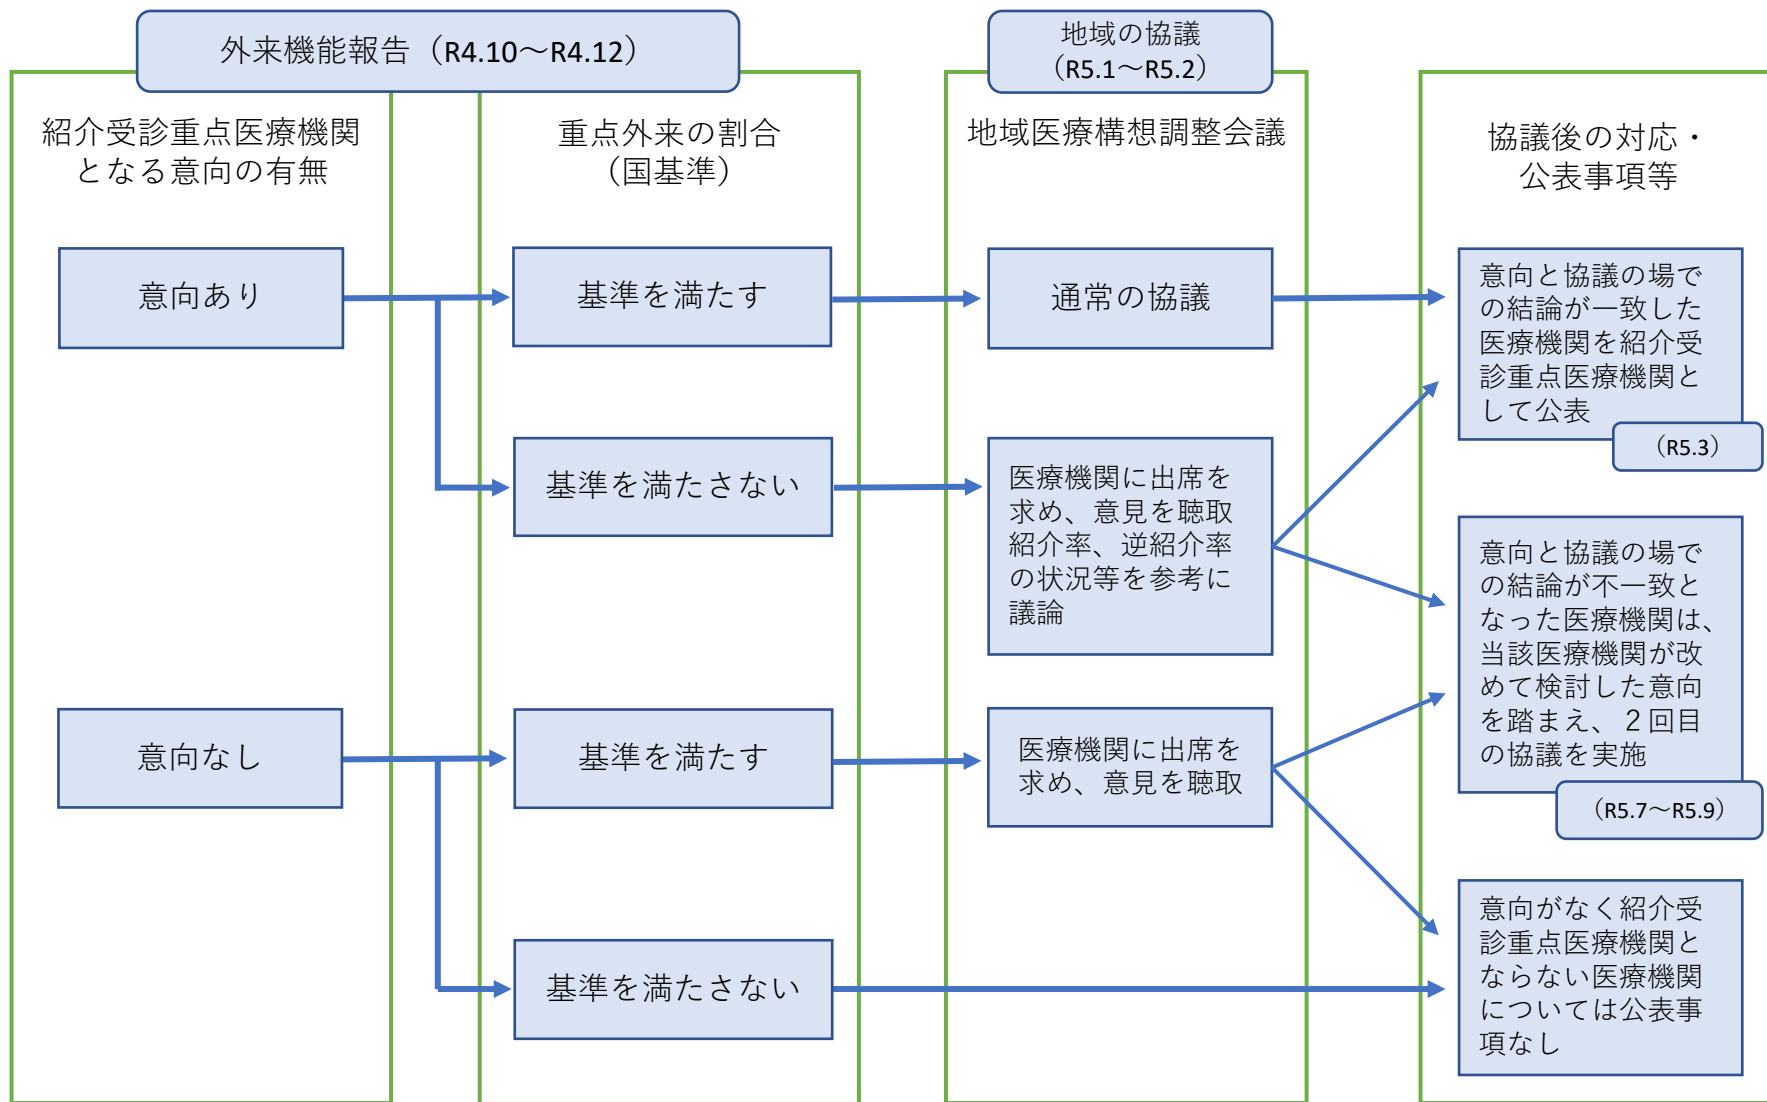 外来機能報告（R4.10～R4.12）
地域の協議
（R5.1～R5.2）
紹介受診重点医療機関
となる意向の有無
重点外来の割合
（国基準）
地域医療構想調整会議
協議後の対応・
公表事項等
意向あり
基準を満たす
通常の協議
意向と協議の場で
の結論が一致した
医療機関を紹介受
診重点医療機関と
して公表
（R5.3）
基準を満たさない
医療機関に出席を
求め、意見を聴取
紹介率、逆紹介率
の状況等を参考に
議論
意向と協議の場で
の結論が不一致と
なった医療機関は、
当該医療機関が改
めて検討した意向
を踏まえ、２回目
の協議を実施
（R5.7～R5.9）
意向なし
基準を満たす
医療機関に出席を
求め、意見を聴取
基準を満たさない
意向がなく紹介受
診重点医療機関と
ならない医療機関
については公表事
項なし